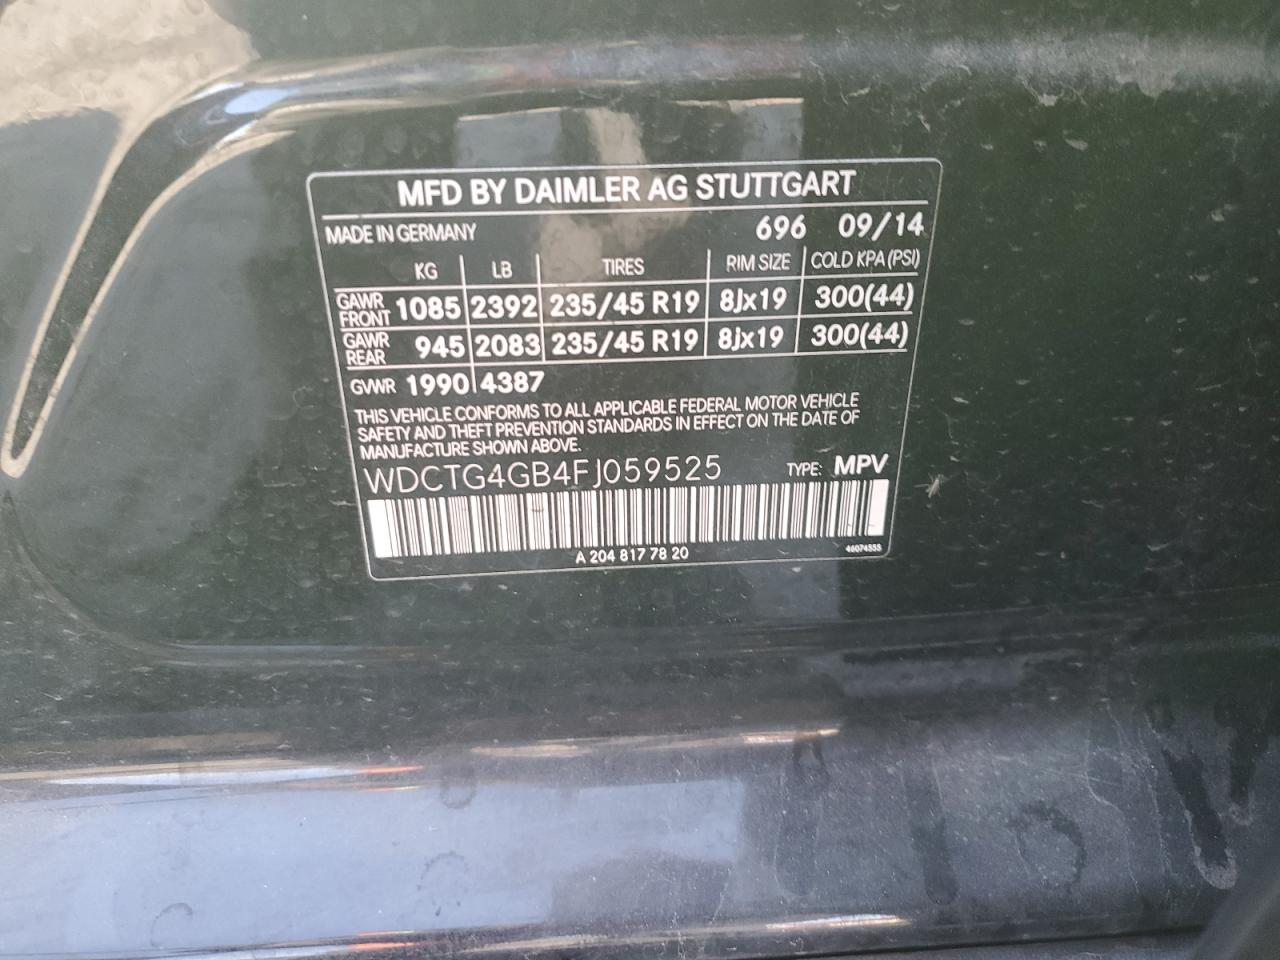 MFD BY DAIMLER AG STUTTGART
MADE IN GERMANY 696 09/14
KG LB TIRES RIM SIZE COLD KPA (PSI)
GAWR FRONT 1085 2392 235/45 R19 8Jx19 300(44)
GAWR REAR 945 2083 235/45 R19 8Jx19 300(44)
GVWR 1990 4387
THIS VEHICLE CONFORMS TO ALL APPLICABLE FEDERAL MOTOR VEHICLE
SAFETY AND THEFT PREVENTION STANDARDS IN EFFECT ON THE DATE OF
MANUFACTURE SHOWN ABOVE.
WDCTG4GB4FJ059525 TYPE: MPV
A 204 817 78 20 46074555